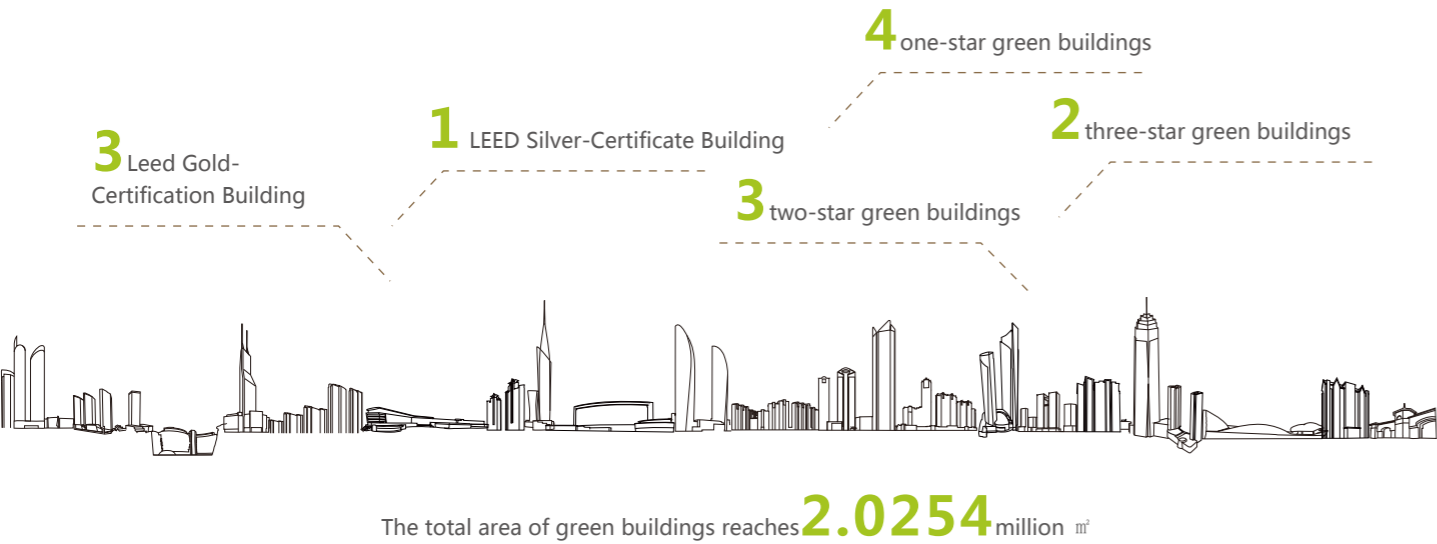 4 one-star green buildings
1 LEED Silver-Certificate Building
2 three-star green buildings
3 Leed Gold-
Certification Building
3 two-star green buildings
The total area of green buildings reaches 2.0254 million ㎡